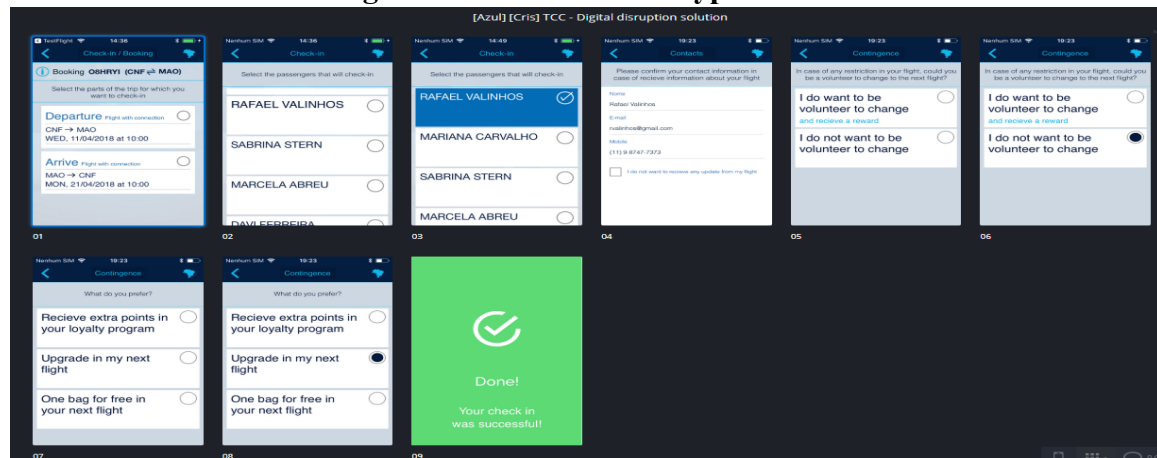 [Azul] [Cris] TCC - Digital disruption solution
TestFlight 14:36
Check-in / Booking
Booking O8HRYI (CNF ⇌ MAO)
Select the parts of the trip for which you
want to check-in
Departure Flight with connection
CNF → MAO
WED, 11/04/2018 at 10:00
Arrive Flight with connection
MAO → CNF
MON, 21/04/2018 at 10:00
01
Nenhum SIM 14:36
Check-in
Select the passengers that will check-in
RAFAEL VALINHOS
SABRINA STERN
MARCELA ABREU
DAVI FERREIRA
02
Nenhum SIM 14:49
Check-in
Select the passengers that will check-in
RAFAEL VALINHOS
MARIANA CARVALHO
SABRINA STERN
MARCELA ABREU
03
Nenhum SIM 19:23
Contacts
Please confirm your contact information in
case of recieve information about your flight
Name
Rafael Valinhos
E-mail
rvalinhos@gmail.com
Mobile
(11) 9-8747-7373
I do not want to recieve any update from my flight
04
Nenhum SIM 19:23
Contingence
In case of any restriction in your flight, could you
be a volunteer to change to the next flight?
I do want to be
volunteer to change
and recieve a reward
I do not want to be
volunteer to change
05
Nenhum SIM 19:23
Contingence
In case of any restriction in your flight, could you
be a volunteer to change to the next flight?
I do want to be
volunteer to change
and recieve a reward
I do not want to be
volunteer to change
06
Nenhum SIM 19:23
Contingence
What do you prefer?
Recieve extra points in
your loyalty program
Upgrade in my next
flight
One bag for free in
your next flight
07
Nenhum SIM 19:23
Contingence
What do you prefer?
Recieve extra points in
your loyalty program
Upgrade in my next
flight
One bag for free in
your next flight
08
Done!
Your check in
was successful!
09